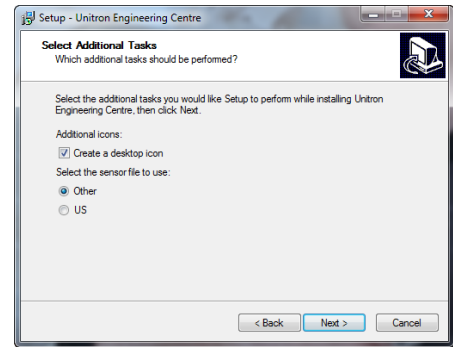 Setup - Unitron Engineering Centre
Select Additional Tasks
Which additional tasks should be performed?
Select the additional tasks you would like Setup to perform while installing Unitron
Engineering Centre, then click Next.
Additional icons:
Create a desktop icon
Select the sensor file to use:
Other
US
< Back Next > Cancel